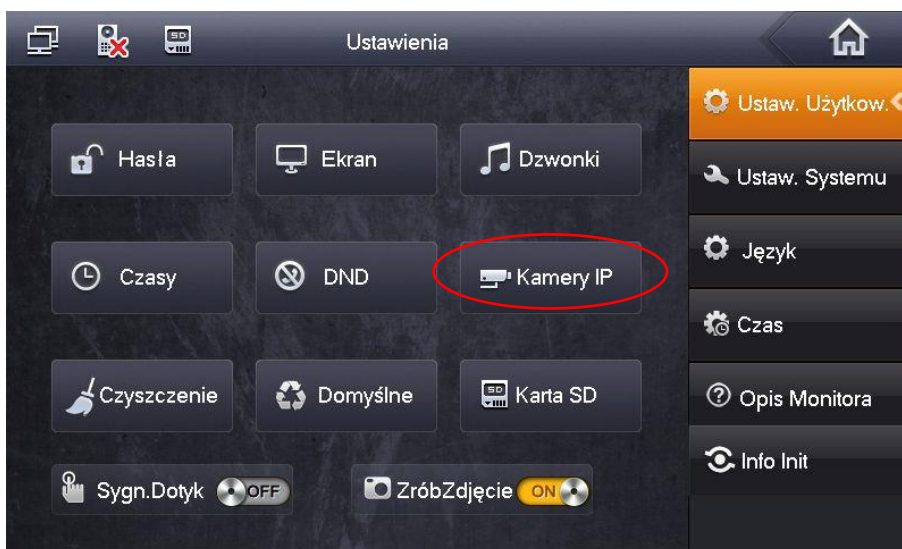 SD
Ustawienia
Ustaw. Użytkow.
Hasła
Ekran
Dzwonki
Ustaw. Systemu
Język
Czasy
DND
Kamery IP
Czas
Czyszczenie
Domyślne
SD
Karta SD
Opis Monitora
Info Init
Sygn.Dotyk OFF
ZróbZdjęcie ON